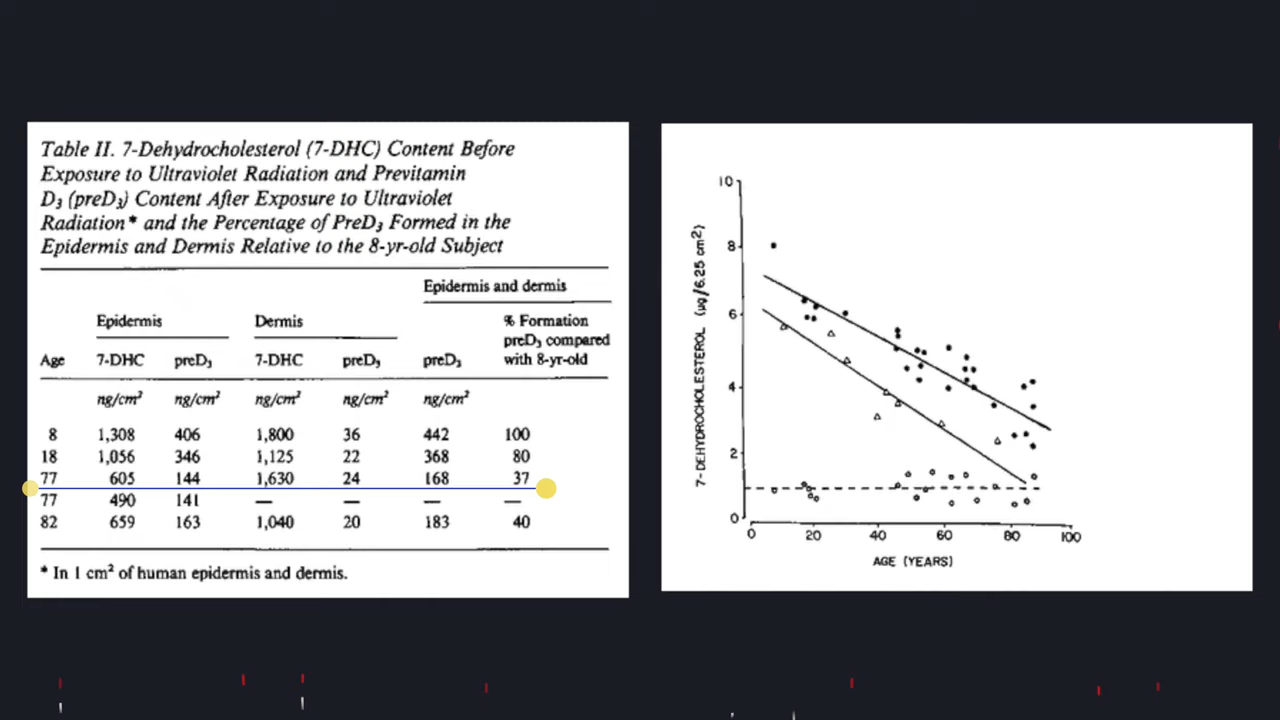 Table II. 7-Dehydrocholesterol (7-DHC) Content Before
Exposure to Ultraviolet Radiation and Previtamin
D₃ (preD₃) Content After Exposure to Ultraviolet
Radiation* and the Percentage of PreD₃ Formed in the
Epidermis and Dermis Relative to the 8-yr-old Subject
Epidermis and dermis
Epidermis Dermis % Formation
preD₃ compared
Age 7-DHC preD₃ 7-DHC preD₃ preD₃ with 8-yr-old
ng/cm² ng/cm² ng/cm² ng/cm² ng/cm²
8 1,308 406 1,800 36 442 100
18 1,056 346 1,125 22 368 80
77 605 144 1,630 24 168 37
77 490 141 — — — —
82 659 163 1,040 20 183 40
* In 1 cm² of human epidermis and dermis.
7-DEHYDROCHOLESTEROL (µg/6.25 cm²)
10
8
6
4
2
0
0 20 40 60 80 100
AGE (YEARS)